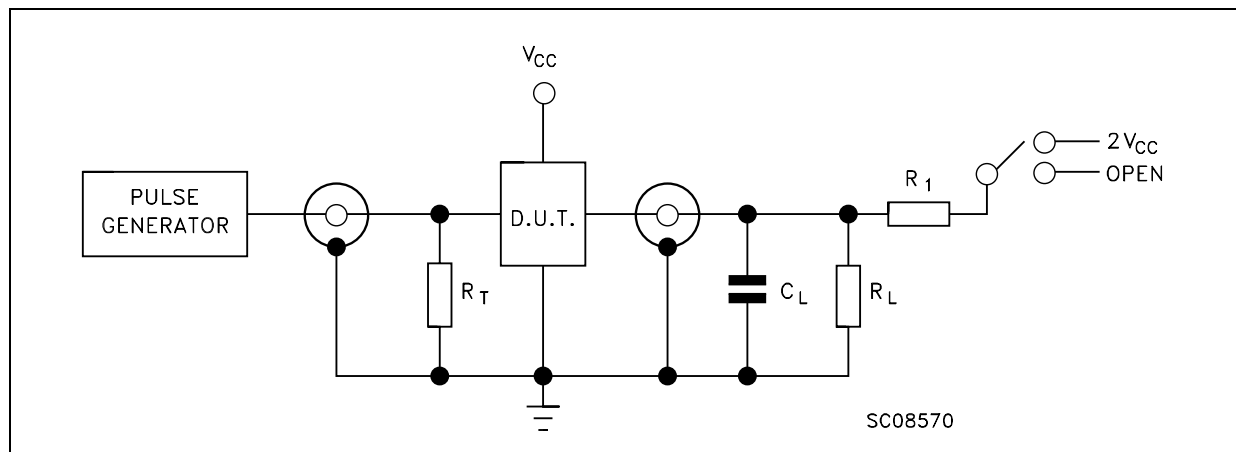 VCC
PULSE
GENERATOR
D.U.T.
RT
CL
RL
R1
2VCC
OPEN
SC08570